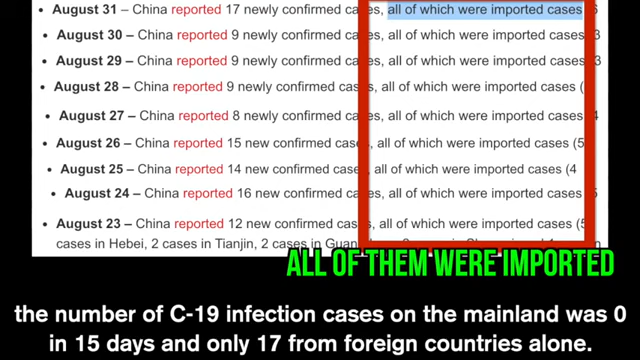 • August 31 – China reported 17 newly confirmed cases, all of which were imported cases 6
• August 30 – China reported 9 newly confirmed cases, all of which were imported cases 3
• August 29 – China reported 9 newly confirmed cases, all of which were imported cases 3
• August 28 – China reported 9 newly confirmed cases, all of which were imported cases (
• August 27 – China reported 8 newly confirmed cases, all of which were imported cases 4
• August 26 – China reported 15 new confirmed cases, all of which were imported cases (5
• August 25 – China reported 14 new confirmed cases, all of which were imported cases (4
• August 24 – China reported 16 new confirmed cases, all of which were imported cases 5
• August 23 – China reported 12 new confirmed cases, all of which were imported cases (5
cases in Hebei, 2 cases in Tianjin, 2 cases in
ALL OF THEM WERE IMPORTED
the number of C-19 infection cases on the mainland was 0
in 15 days and only 17 from foreign countries alone.